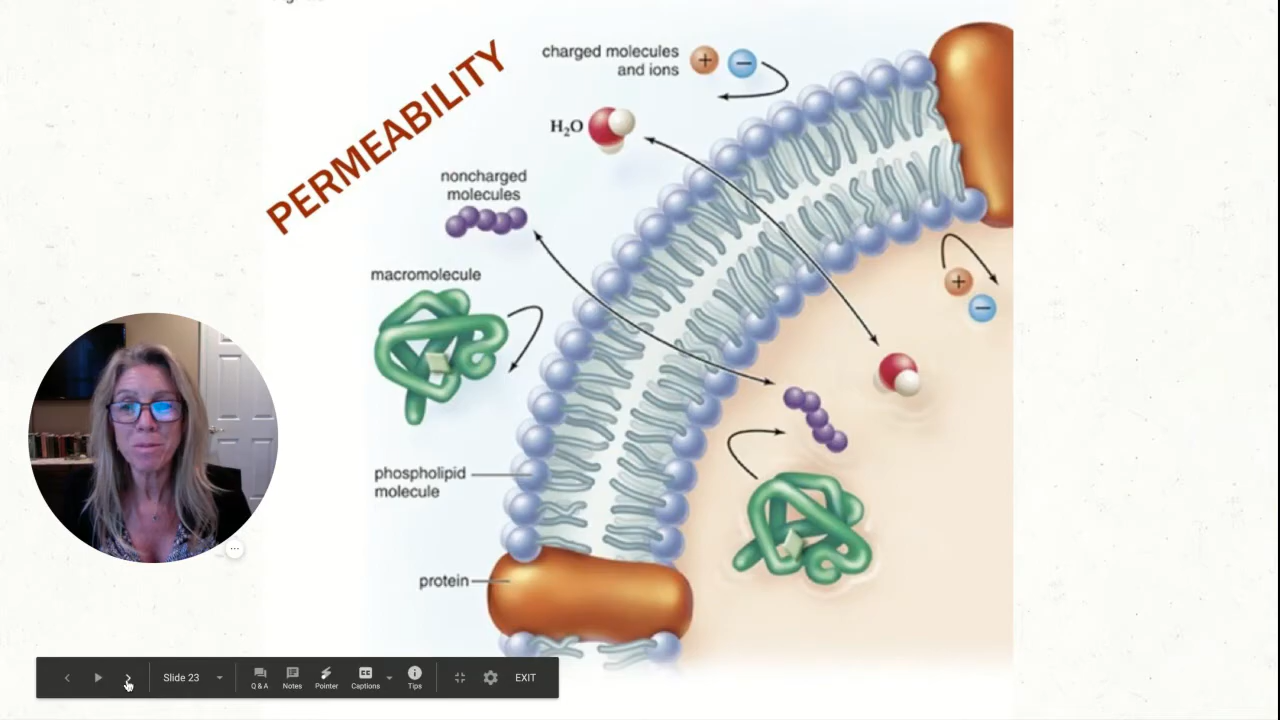 PERMEABILITY
charged molecules
and ions
+ −
H₂O
noncharged
molecules
macromolecule
+
−
phospholipid
molecule
protein
Slide 23
Q & A
Notes
Pointer
Captions
Tips
EXIT